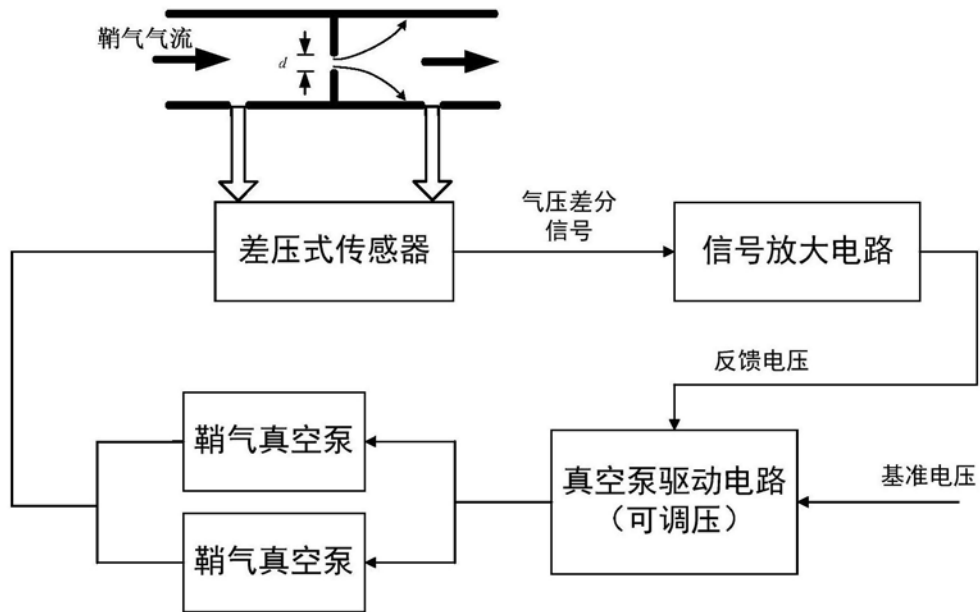 鞘气气流
d
气压差分
信号
差压式传感器
信号放大电路
反馈电压
鞘气真空泵
真空泵驱动电路
（可调压）
基准电压
鞘气真空泵